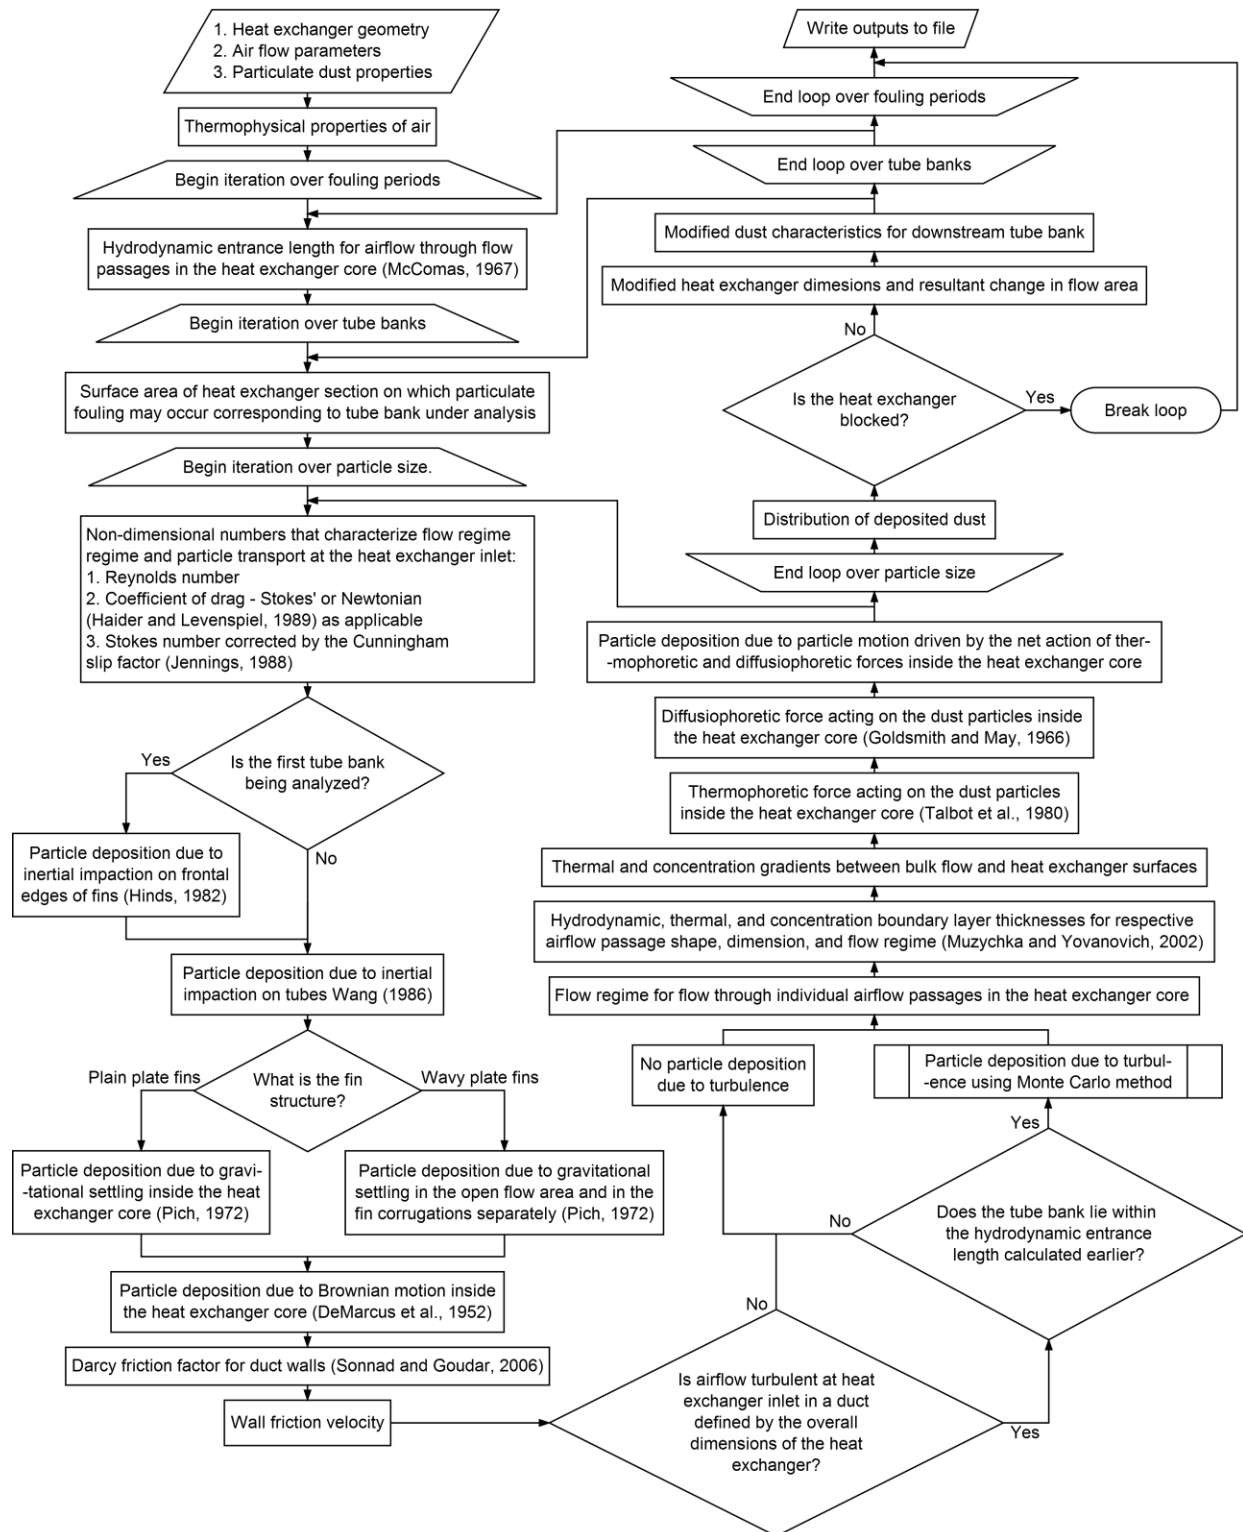 1. Heat exchanger geometry
2. Air flow parameters
3. Particulate dust properties
Thermophysical properties of air
Begin iteration over fouling periods
Hydrodynamic entrance length for airflow through flow
passages in the heat exchanger core (McComas, 1967)
Begin iteration over tube banks
Surface area of heat exchanger section on which particulate
fouling may occur corresponding to tube bank under analysis
Begin iteration over particle size.
Non-dimensional numbers that characterize flow regime
regime and particle transport at the heat exchanger inlet:
1. Reynolds number
2. Coefficient of drag - Stokes' or Newtonian
(Haider and Levenspiel, 1989) as applicable
3. Stokes number corrected by the Cunningham
slip factor (Jennings, 1988)
Is the first tube bank
being analyzed?
Yes
No
Particle deposition due to
inertial impaction on frontal
edges of fins (Hinds, 1982)
Particle deposition due to inertial
impaction on tubes Wang (1986)
What is the fin
structure?
Plain plate fins
Wavy plate fins
Particle deposition due to gravi-
-tational settling inside the heat
exchanger core (Pich, 1972)
Particle deposition due to gravitational
settling in the open flow area and in the
fin corrugations separately (Pich, 1972)
Particle deposition due to Brownian motion inside
the heat exchanger core (DeMarcus et al., 1952)
Darcy friction factor for duct walls (Sonnad and Goudar, 2006)
Wall friction velocity
Is airflow turbulent at heat
exchanger inlet in a duct
defined by the overall
dimensions of the heat
exchanger?
No
Yes
Does the tube bank lie within
the hydrodynamic entrance
length calculated earlier?
No
Yes
No particle deposition
due to turbulence
Particle deposition due to turbul-
-ence using Monte Carlo method
Flow regime for flow through individual airflow passages in the heat exchanger core
Hydrodynamic, thermal, and concentration boundary layer thicknesses for respective
airflow passage shape, dimension, and flow regime (Muzychka and Yovanovich, 2002)
Thermal and concentration gradients between bulk flow and heat exchanger surfaces
Thermophoretic force acting on the dust particles
inside the heat exchanger core (Talbot et al., 1980)
Diffusiophoretic force acting on the dust particles inside
the heat exchanger core (Goldsmith and May, 1966)
Particle deposition due to particle motion driven by the net action of ther-
-mophoretic and diffusiophoretic forces inside the heat exchanger core
End loop over particle size
Distribution of deposited dust
Is the heat exchanger
blocked?
Yes
No
Break loop
Modified heat exchanger dimesions and resultant change in flow area
Modified dust characteristics for downstream tube bank
End loop over tube banks
End loop over fouling periods
Write outputs to file